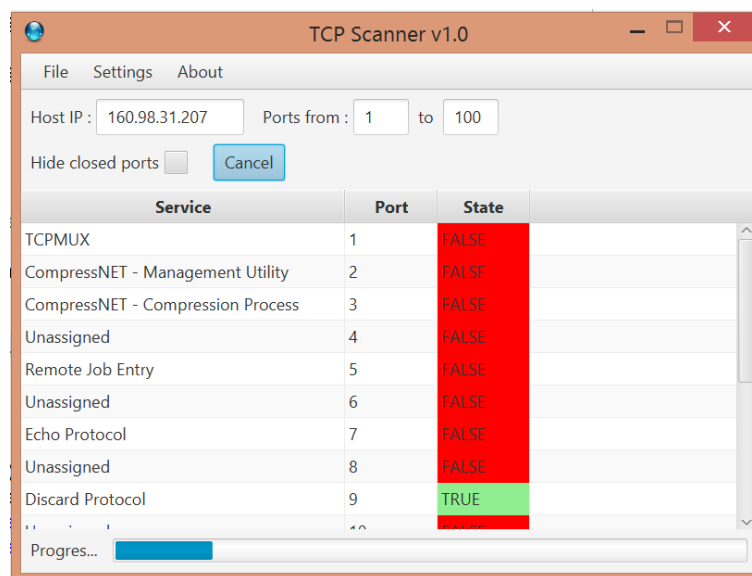 TCP Scanner v1.0
File Settings About
Host IP : 160.98.31.207 Ports from : 1 to 100
Hide closed ports Cancel
Service Port State
TCPMUX 1 FALSE
CompressNET - Management Utility 2 FALSE
CompressNET - Compression Process 3 FALSE
Unassigned 4 FALSE
Remote Job Entry 5 FALSE
Unassigned 6 FALSE
Echo Protocol 7 FALSE
Unassigned 8 FALSE
Discard Protocol 9 TRUE
Progres...